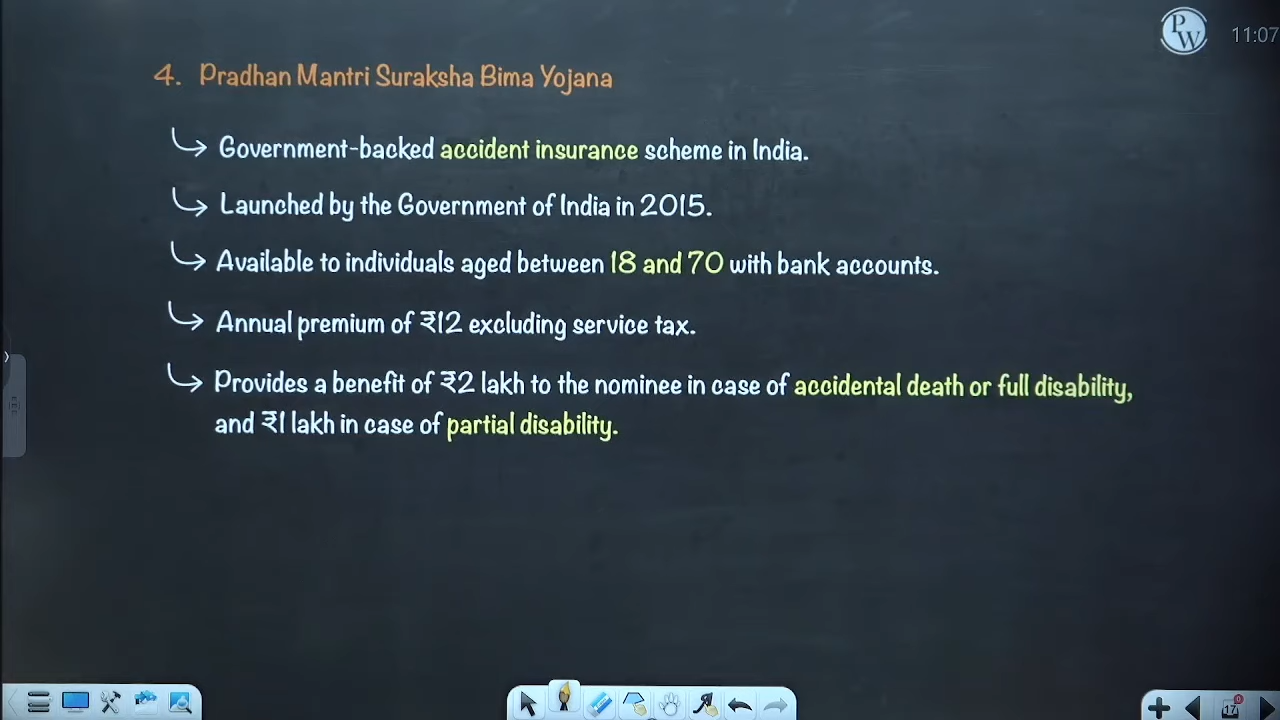 PW
11:07
4. Pradhan Mantri Suraksha Bima Yojana
Government-backed accident insurance scheme in India.
Launched by the Government of India in 2015.
Available to individuals aged between 18 and 70 with bank accounts.
Annual premium of ₹12 excluding service tax.
Provides a benefit of ₹2 lakh to the nominee in case of accidental death or full disability,
and ₹1 lakh in case of partial disability.
17
0